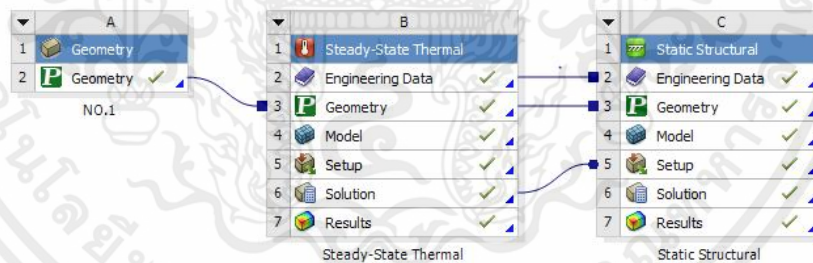 A
1 Geometry
2 P Geometry
NO.1
B
1 Steady-State Thermal
2 Engineering Data
3 P Geometry
4 Model
5 Setup
6 Solution
7 Results
Steady-State Thermal
C
1 Static Structural
2 Engineering Data
3 P Geometry
4 Model
5 Setup
6 Solution
7 Results
Static Structural